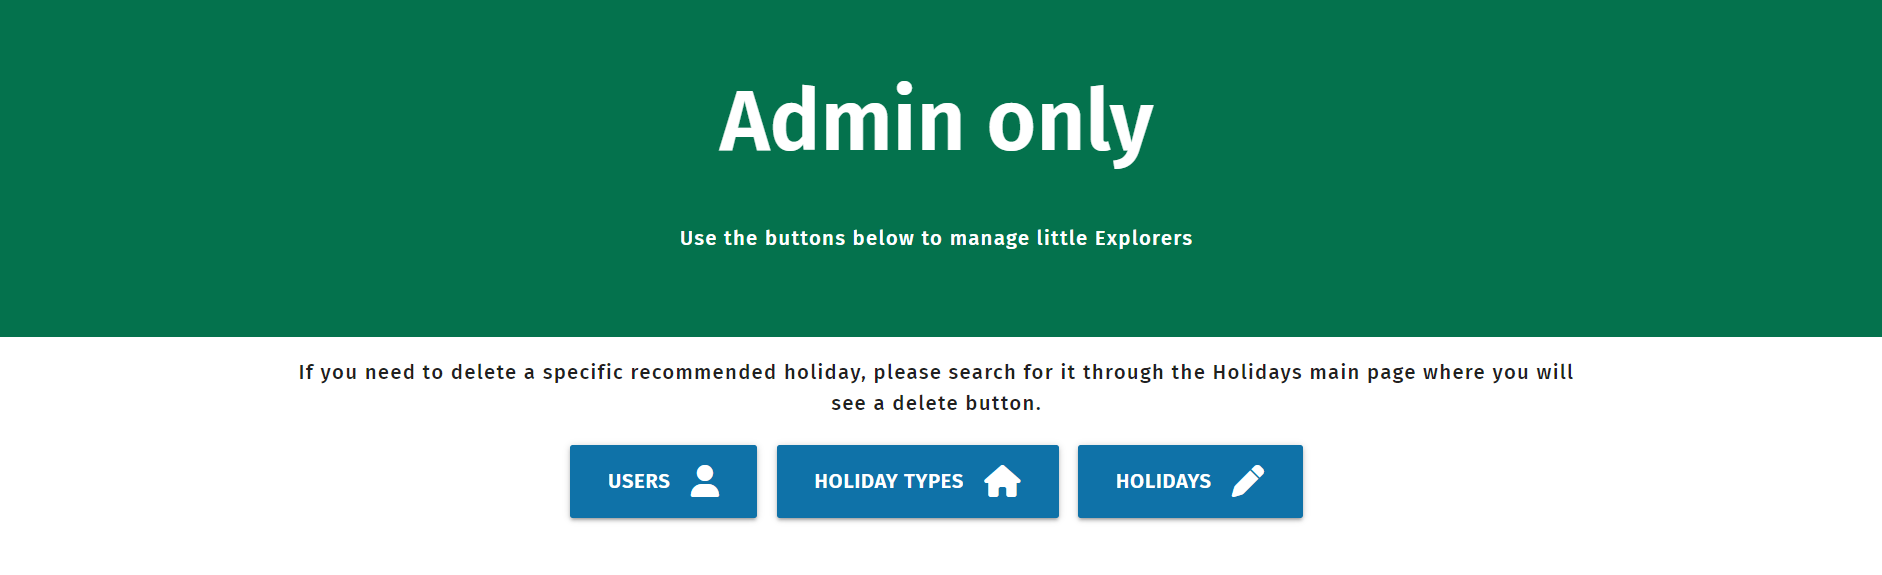 Admin only
Use the buttons below to manage little Explorers
If you need to delete a specific recommended holiday, please search for it through the Holidays main page where you will
see a delete button.
USERS
HOLIDAY TYPES
HOLIDAYS